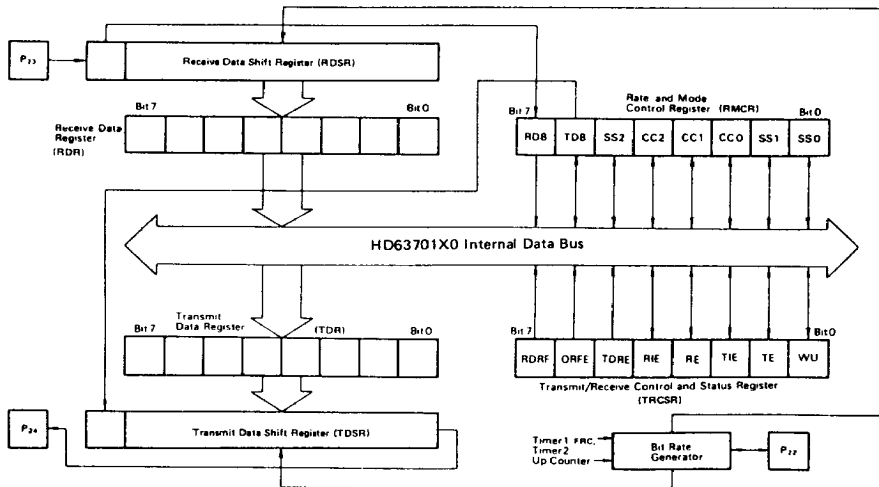 P23
Receive Data Shift Register (RDSR)
Bit 7
Bit 0
Receive Data
Register
(RDR)
Rate and Mode
Control Register (RMCR)
Bit 7
Bit 0
RD8 TD8 SS2 CC2 CC1 CC0 SS1 SS0
HD63701X0 Internal Data Bus
Transmit
Data Register
(TDR)
Bit 7
Bit 0
Bit 7
Bit 0
RDRF ORFE TDRE RIE RE TIE TE WU
Transmit/Receive Control and Status Register
(TRCSR)
P24
Transmit Data Shift Register (TDSR)
Timer1 FRC,
Timer2
Up Counter
Bit Rate
Generator
P22